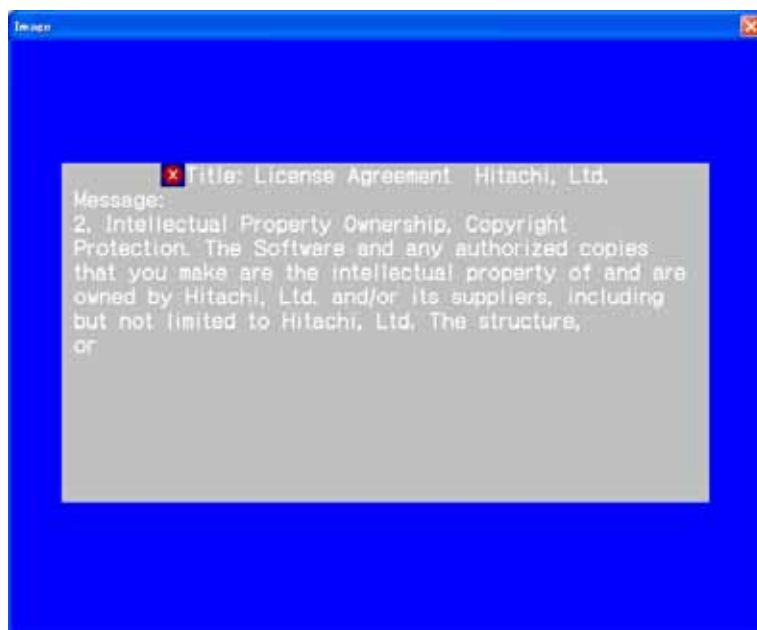 Image
Title: License Agreement Hitachi, Ltd.
Message:
2. Intellectual Property Ownership, Copyright
Protection. The Software and any authorized copies
that you make are the intellectual property of and are
owned by Hitachi, Ltd. and/or its suppliers, including
but not limited to Hitachi, Ltd. The structure,
or